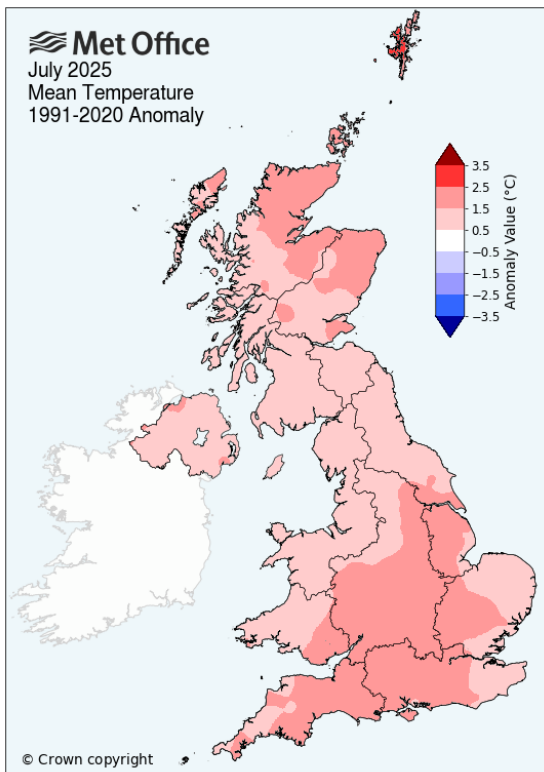 Met Office
July 2025
Mean Temperature
1991-2020 Anomaly
3.5
2.5
1.5
0.5
−0.5
−1.5
−2.5
−3.5
Anomaly Value (°C)
© Crown copyright